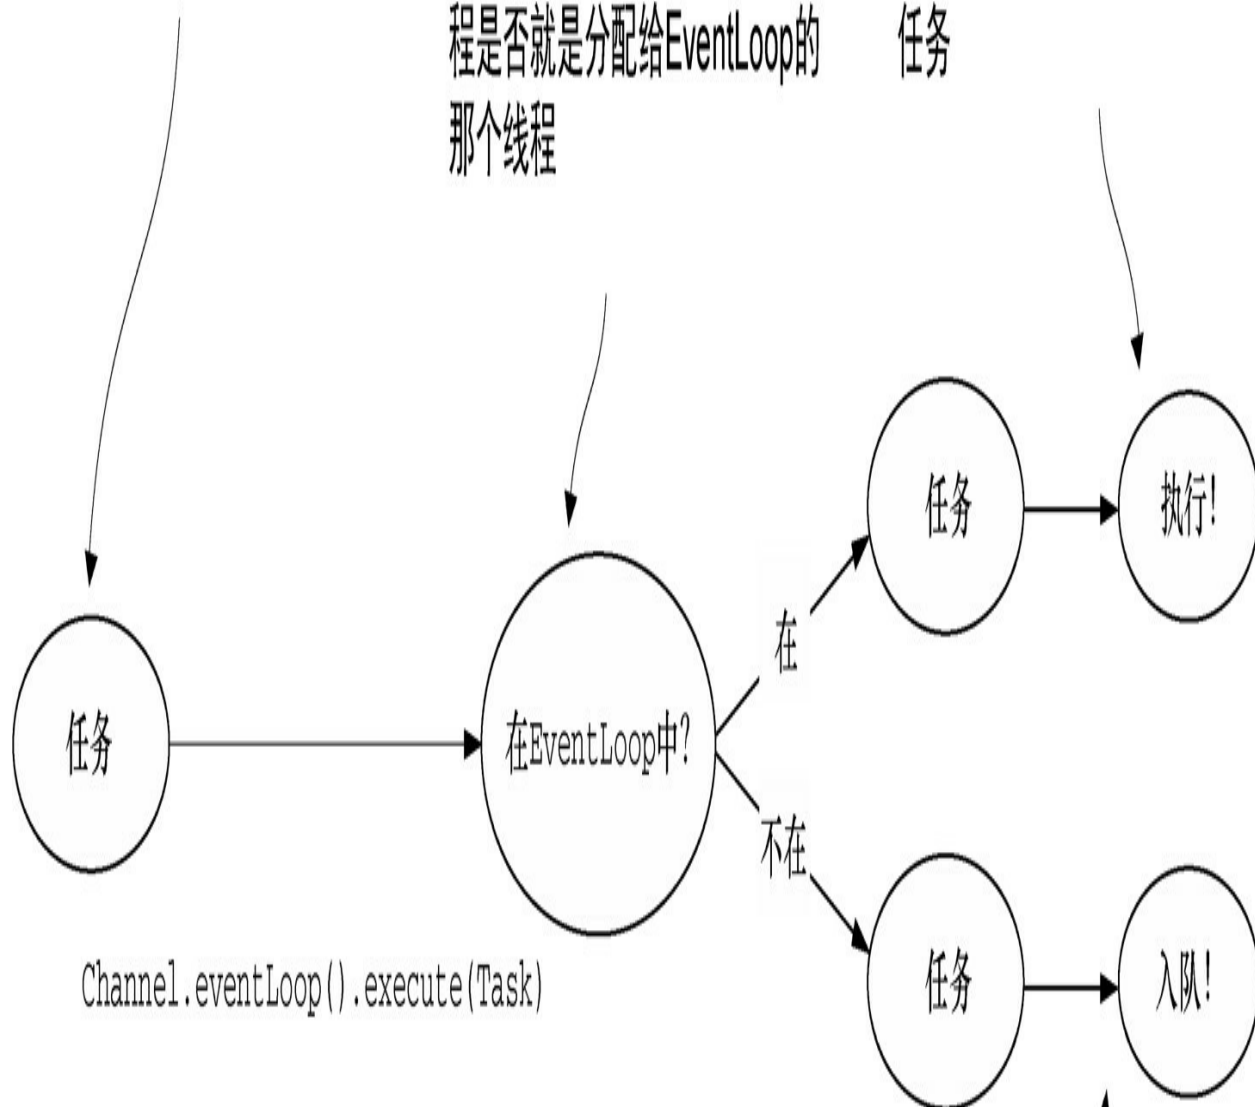 程是否就是分配给EventLoop的
那个线程
任务
任务
执行!
在
任务
在EventLoop中?
不在
任务
入队!
Channel.eventLoop().execute(Task)